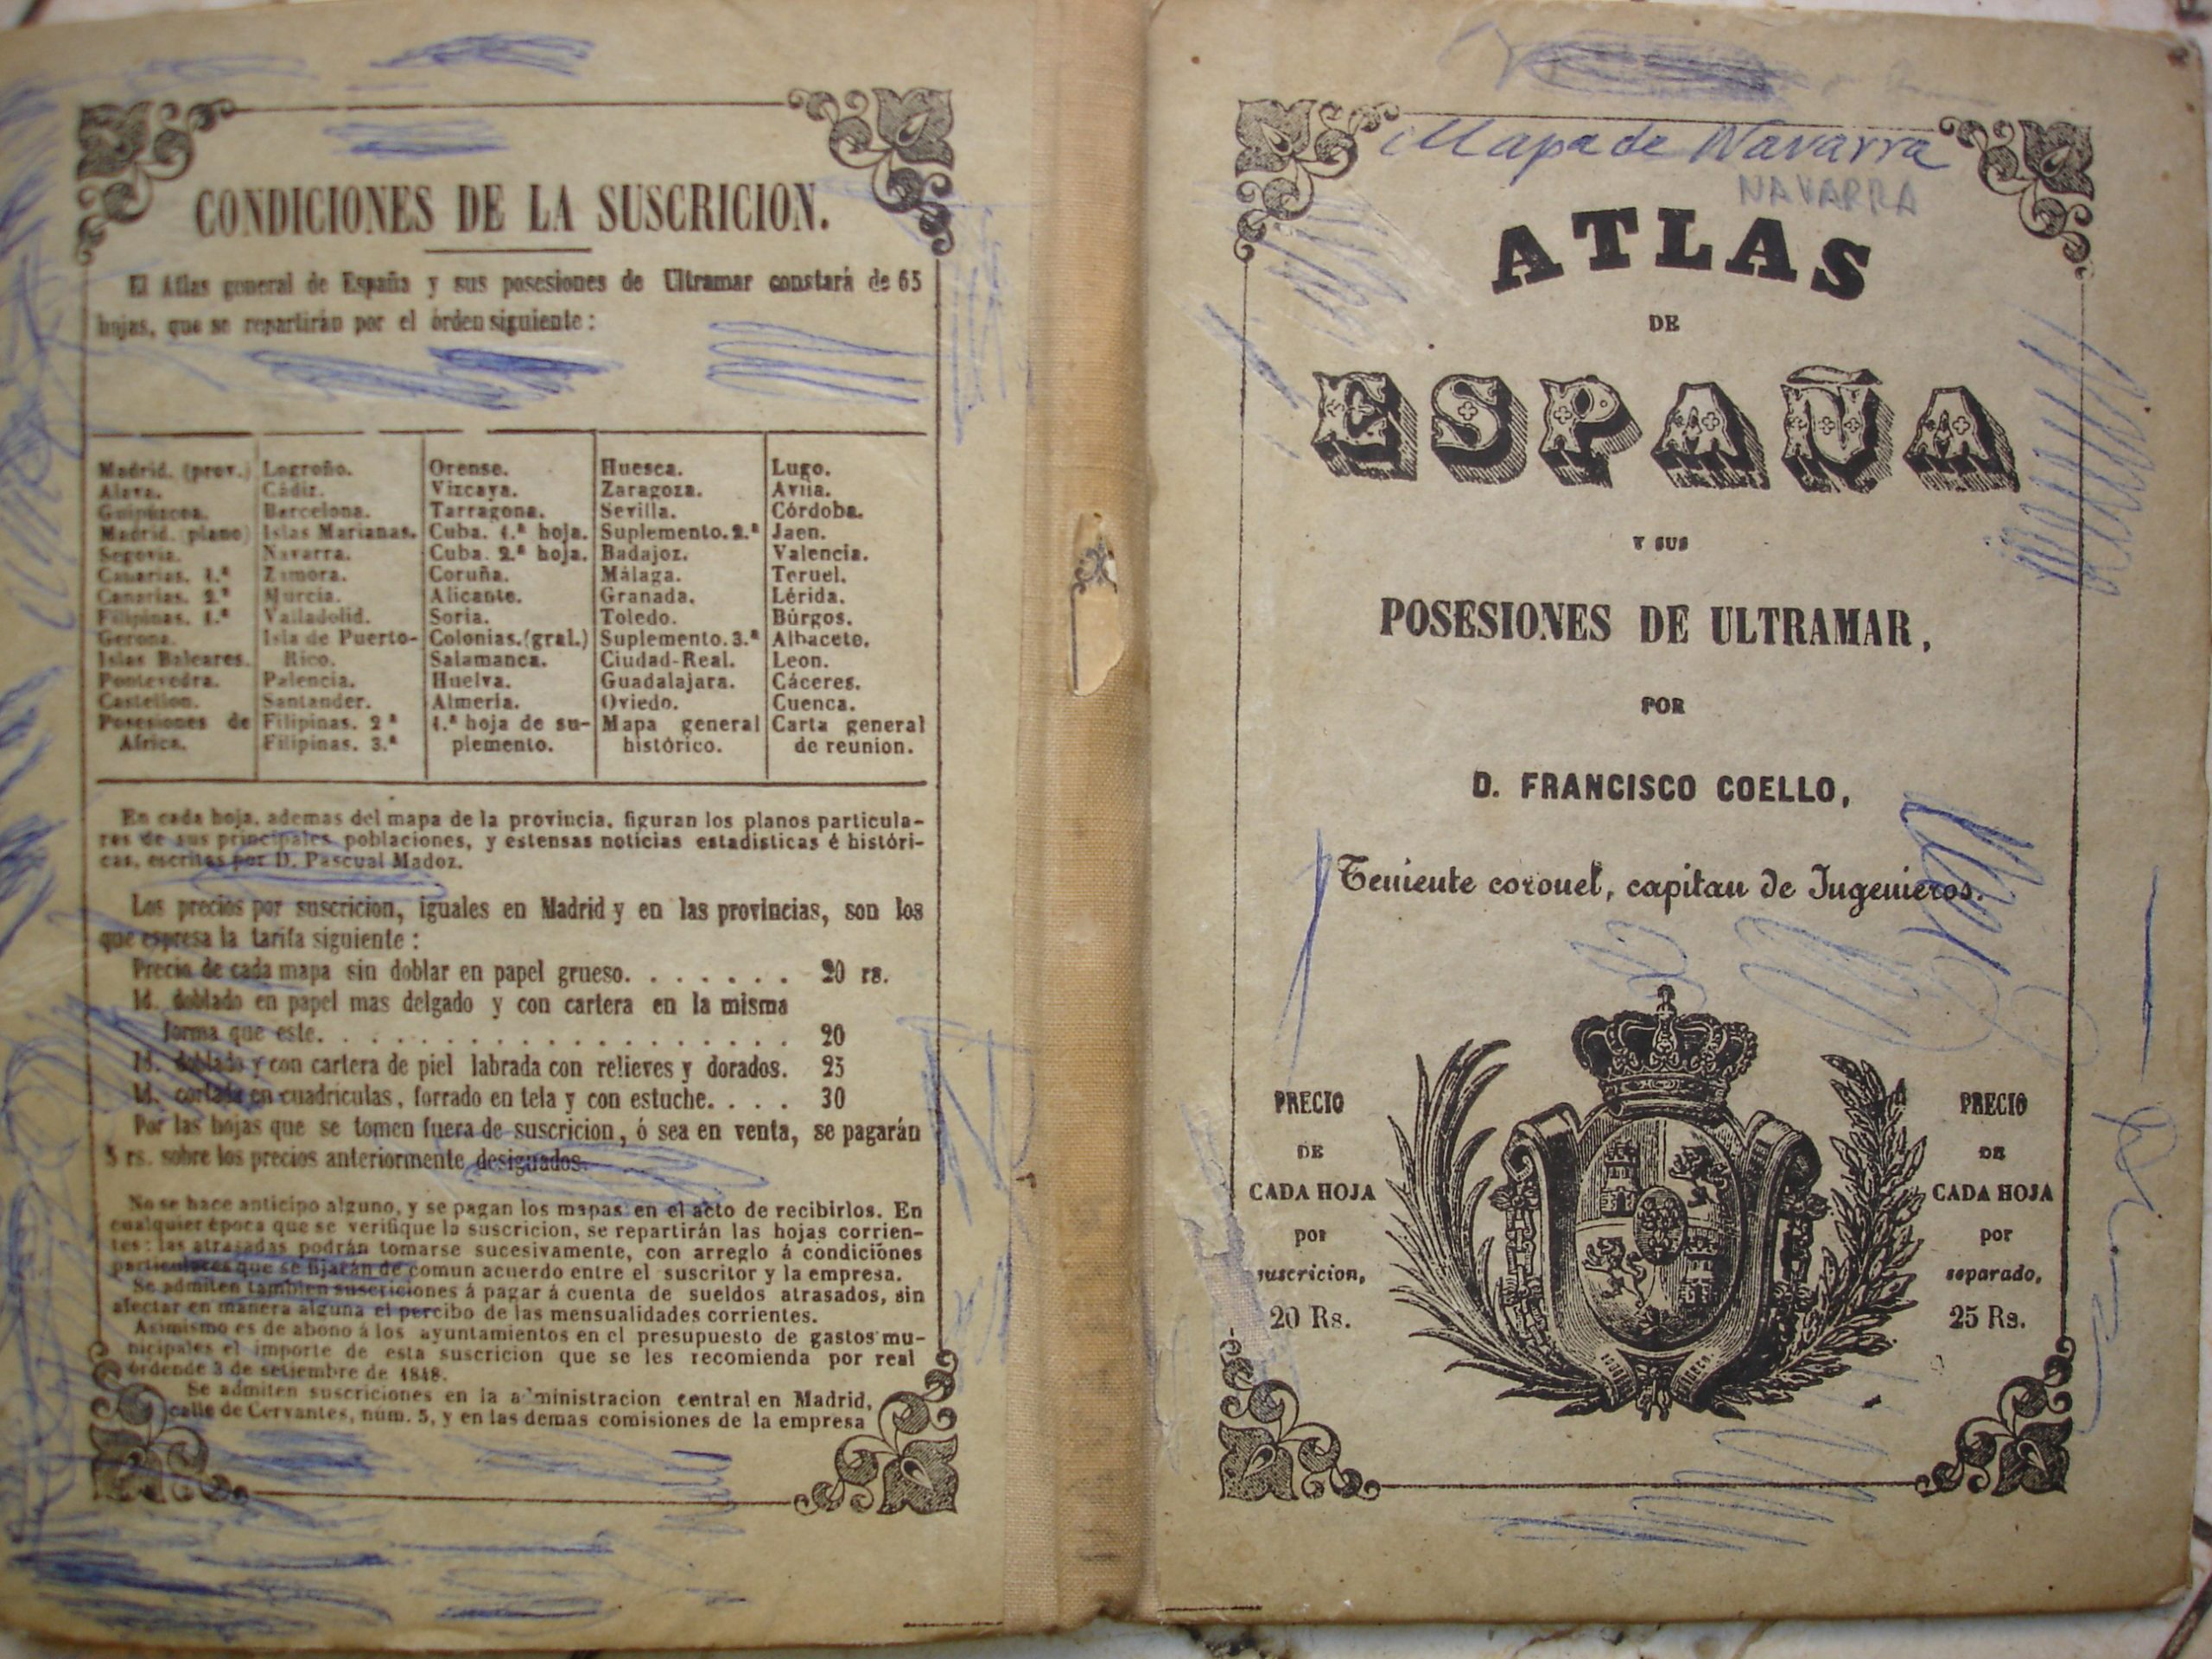 CONDICIONES DE LA SUSCRICION.
El Atlas general de España y sus posesiones de Ultramar constará de 65
hojas, que se repartirán por el órden siguiente:
Madrid. (prov.)
Alava.
Guipúzcoa.
Madrid. plano)
Segovia.
Canarias. 1.ª
Canarias. 2.ª
Filipinas. 1.ª
Gerona.
Islas Baleares.
Pontevedra.
Castellon.
Posesiones de
Africa.
Logroño.
Cádiz.
Barcelona.
Islas Marianas.
Navarra.
Zamora.
Murcia.
Valladolid.
Isla de Puerto-
Rico.
Palencia.
Santander.
Filipinas. 2ª
Filipinas. 3.ª
Orense.
Vizcaya.
Tarragona.
Cuba. 1.ª hoja.
Cuba. 2.ª hoja.
Coruña.
Alicante.
Soria.
Colonias.(gral.)
Salamanca.
Huelva.
Almeria.
1.ª hoja de su-
plemento.
Huesca.
Zaragoza.
Sevilla.
Suplemento. 2.ª
Badajoz.
Málaga.
Granada.
Toledo.
Suplemento. 3.ª
Ciudad-Real.
Guadalajara.
Oviedo.
Mapa general
histórico.
Lugo.
Avila.
Córdoba.
Jaen.
Valencia.
Teruel.
Lérida.
Búrgos.
Albacete.
Leon.
Cáceres.
Cuenca.
Carta general
de reunion.
En cada hoja, ademas del mapa de la provincia, figuran los planos particula-
res de sus principales poblaciones, y estensas noticias estadisticas é históri-
cas, escritas por D. Pascual Madoz.
Los precios por suscricion, iguales en Madrid y en las provincias, son los
que espresa la tarifa siguiente:
Precio de cada mapa sin doblar en papel grueso. . . . . . . 20 rs.
Id. doblado en papel mas delgado y con cartera en la misma
forma que este. . . . . . . . . . . . . . . . . . . 20
Id. doblado y con cartera de piel labrada con relieves y dorados. 25
Id. cortado en cuadrículas, forrado en tela y con estuche. . . . . 30
Por las hojas que se tomen fuera de suscricion, ó sea en venta, se pagarán
5 rs. sobre los precios anteriormente designados.
No se hace anticipo alguno, y se pagan los mapas en el acto de recibirlos. En
cualquier época que se verifique la suscricion, se repartirán las hojas corrien-
tes: las atrasadas podrán tomarse sucesivamente, con arreglo á condiciones
particulares que se fijarán de comun acuerdo entre el suscritor y la empresa.
Se admiten tambien suscriciones á pagar á cuenta de sueldos atrasados, sin
afectar en manera alguna el percibo de las mensualidades corrientes.
Asimismo es de abono á los ayuntamientos en el presupuesto de gastos mu-
nicipales el importe de esta suscricion que se les recomienda por real
órden de 3 de setiembre de 1848.
Se admiten suscriciones en la administracion central en Madrid,
calle de Cervantes, núm. 5, y en las demas comisiones de la empresa
Mapa de Navarra
NAVARRA
ATLAS
DE
ESPAÑA
Y SUS
POSESIONES DE ULTRAMAR,
POR
D. FRANCISCO COELLO,
Teniente coronel, capitan de Ingenieros.
PRECIO
DE
CADA HOJA
por
suscricion,
20 Rs.
PRECIO
DE
CADA HOJA
por
separado,
25 Rs.